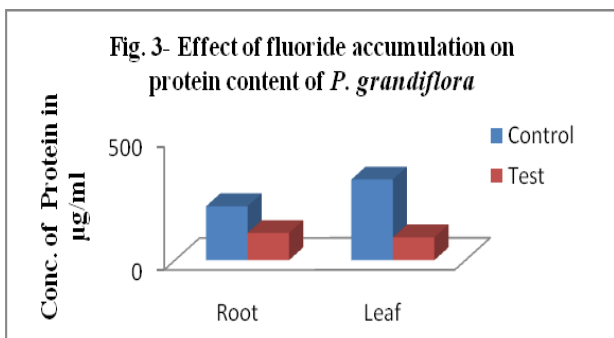 Fig. 3- Effect of fluoride accumulation on
protein content of P. grandiflora
Conc. of Protein in
µg/ml
500
0
Control
Test
Root
Leaf